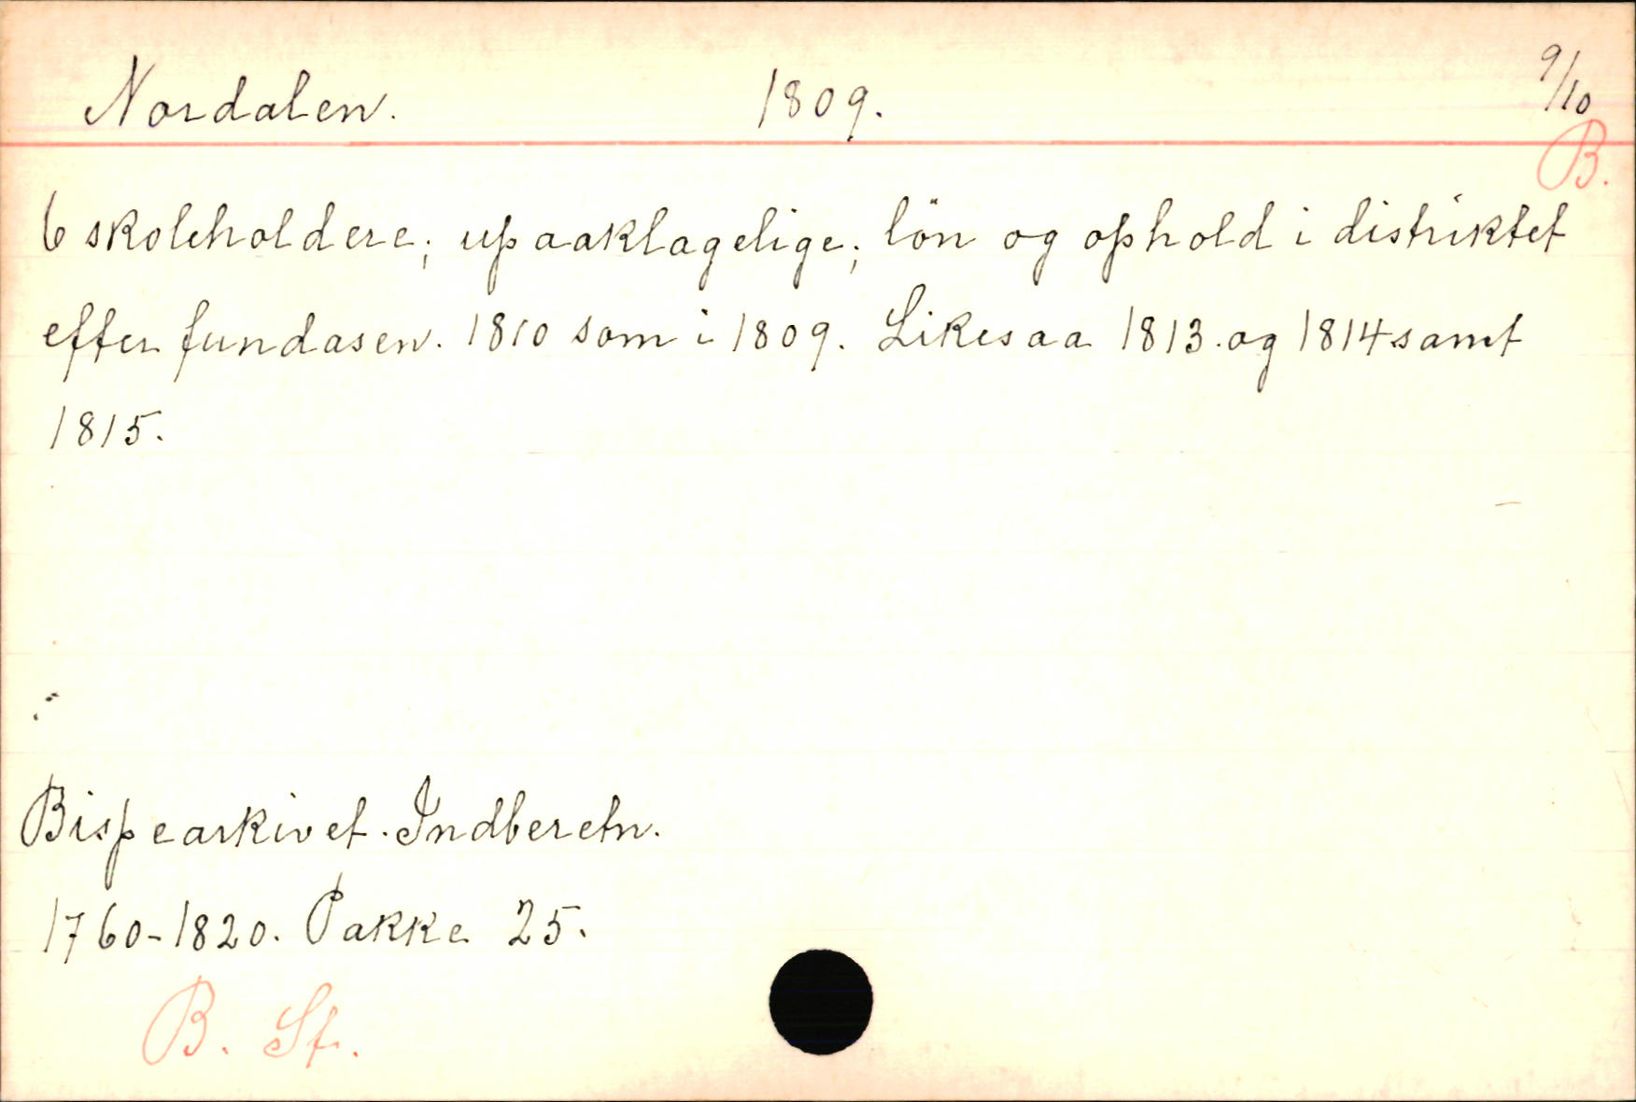 Nordalen. 1809. 9/10
B.
6 skoleholdere; upaaklagelige; lön og ophold i distriktet
efter fundasen. 1810 som i 1809. Likesaa 1813. og 1814 samt
1815.
Bispearkivet. Indberetn.
1760-1820. Pakke 25.
B. St.